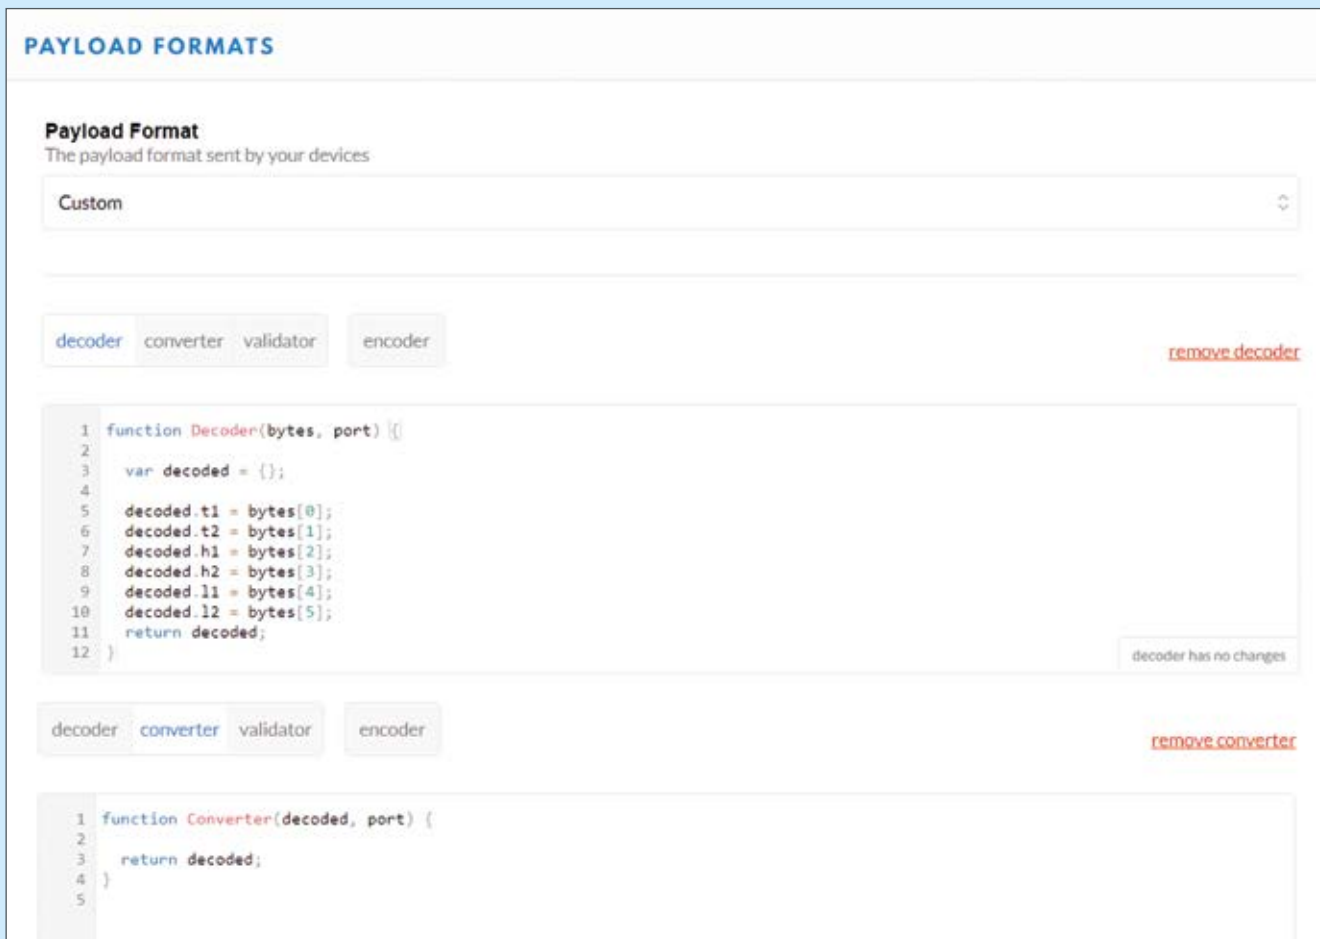 PAYLOAD FORMATS
Payload Format
The payload format sent by your devices
Custom
decoder converter validator encoder
remove decoder
1 function Decoder(bytes, port) {
2
3 var decoded = {};
4
5 decoded.t1 = bytes[0];
6 decoded.t2 = bytes[1];
7 decoded.h1 = bytes[2];
8 decoded.h2 = bytes[3];
9 decoded.l1 = bytes[4];
10 decoded.l2 = bytes[5];
11 return decoded;
12 }
decoder has no changes
decoder converter validator encoder
remove converter
1 function Converter(decoded, port) {
2
3 return decoded;
4 }
5